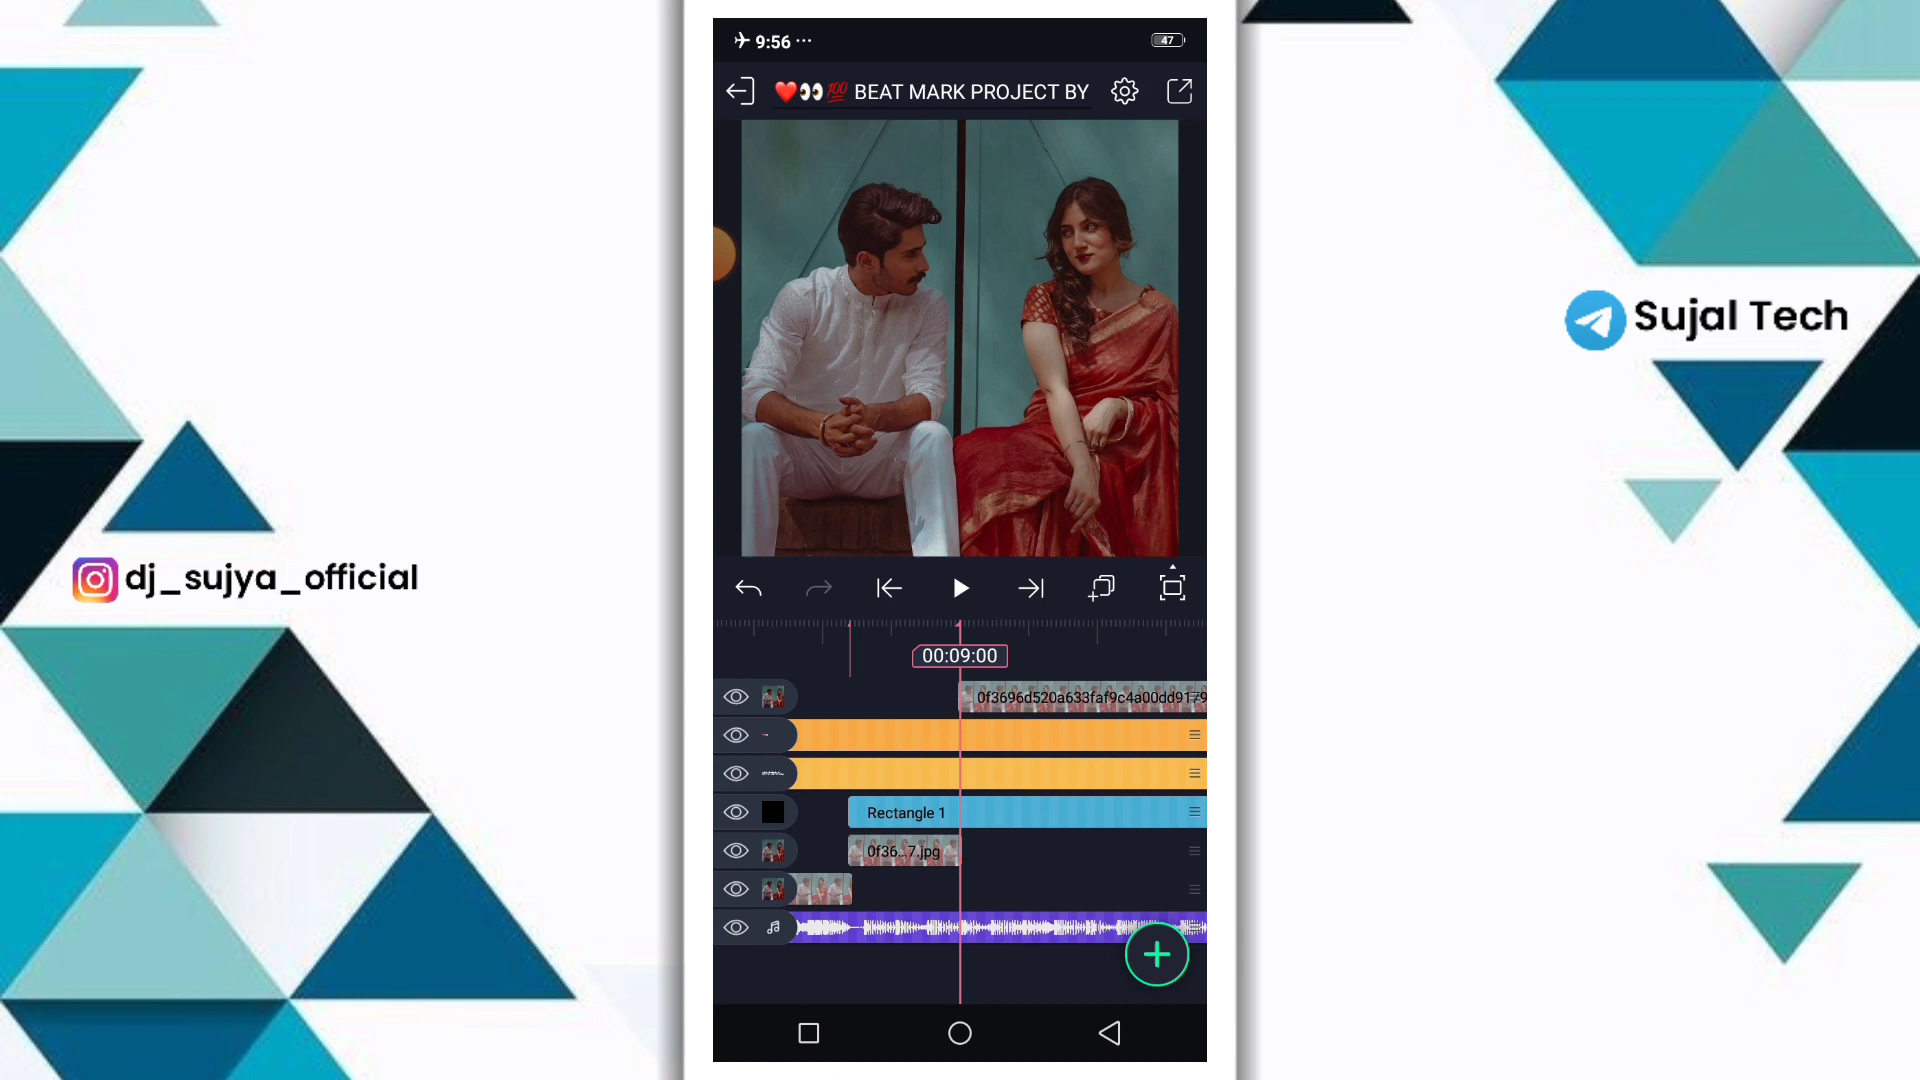 9:56 ...
47
❤️👀💯 BEAT MARK PROJECT BY
Sujal Tech
dj_sujya_official
00:09:00
0f3696d520a633faf9c4a00dd9179
Rectangle 1
0f36...7.jpg